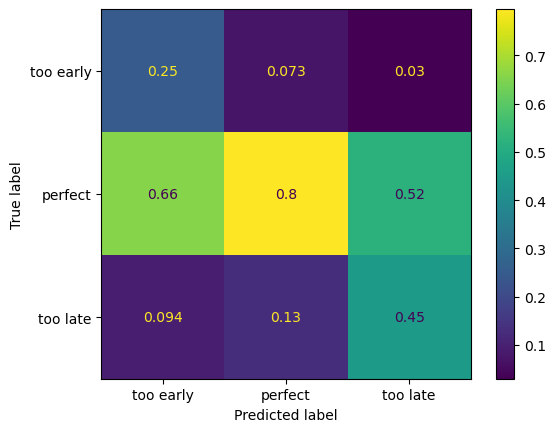 too early 0.25 0.073 0.03
perfect 0.66 0.8 0.52
too late 0.094 0.13 0.45
too early perfect too late
Predicted label
True label
0.7
0.6
0.5
0.4
0.3
0.2
0.1